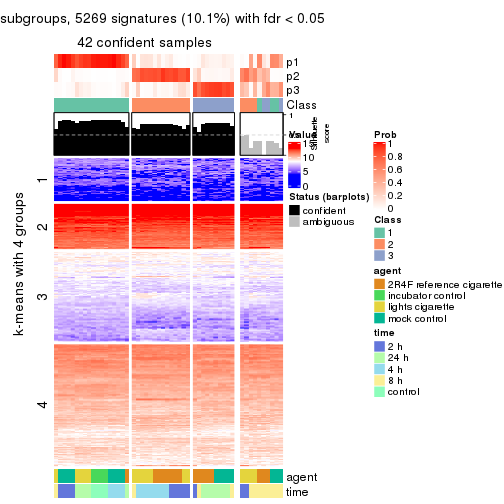 subgroups, 5269 signatures (10.1%) with fdr < 0.05
42 confident samples
p1
p2
p3
Class
1
Silhouette
score
Value
15
10
5
0
Status (barplots)
confident
ambiguous
Prob
1
0.8
0.6
0.4
0.2
0
Class
1
2
3
agent
2R4F reference cigarette
incubator control
lights cigarette
mock control
time
2 h
24 h
4 h
8 h
control
k-means with 4 groups
1
2
3
4
agent
time